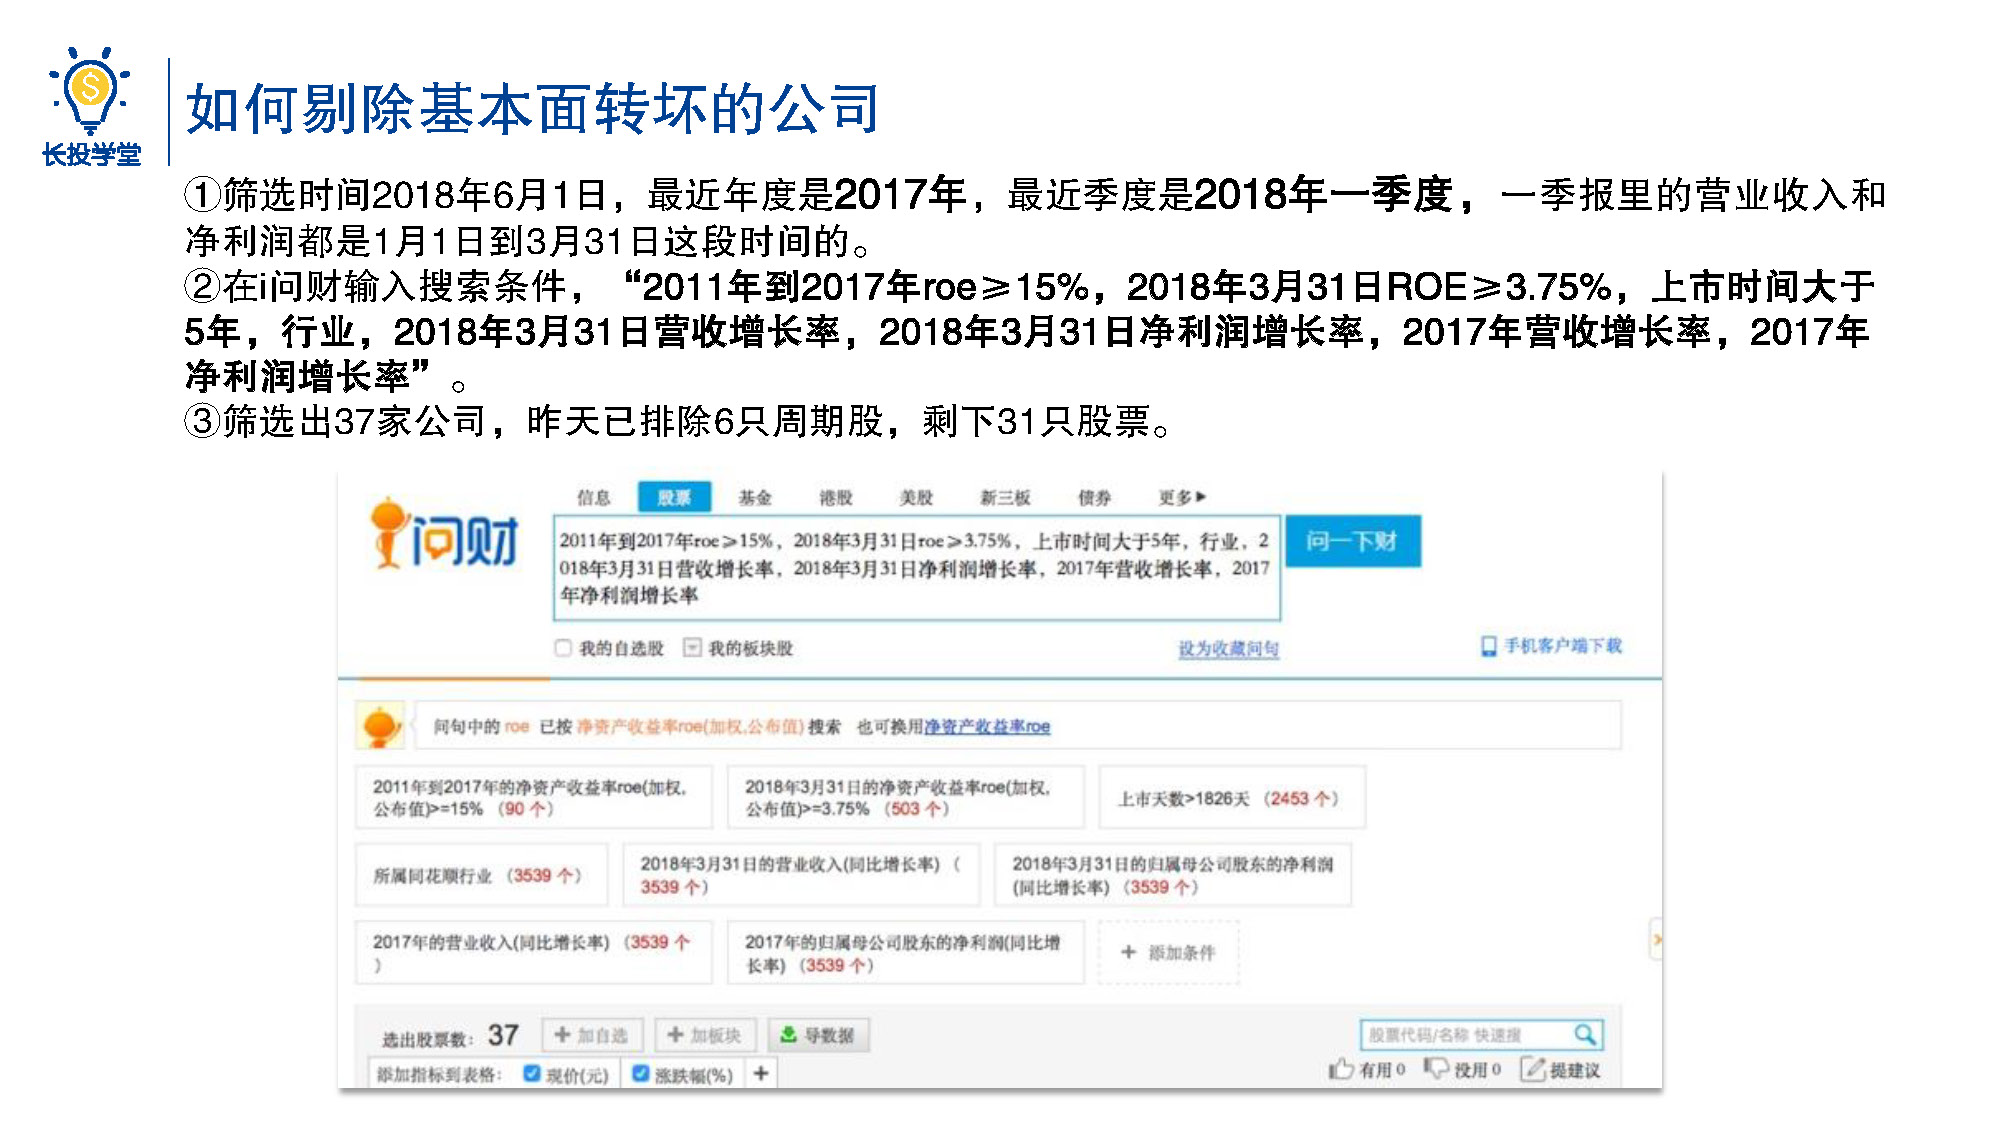 长投学堂
如何剔除基本面转坏的公司
①筛选时间2018年6月1日，最近年度是2017年，最近季度是2018年一季度，一季报里的营业收入和
净利润都是1月1日到3月31日这段时间的。
②在i问财输入搜索条件，“2011年到2017年roe≥15%，2018年3月31日ROE≥3.75%，上市时间大于
5年，行业，2018年3月31日营收增长率，2018年3月31日净利润增长率，2017年营收增长率，2017年
净利润增长率”。
③筛选出37家公司，昨天已排除6只周期股，剩下31只股票。
信息 股票 基金 港股 美股 新三板 债券 更多
问财
2011年到2017年roe≥15%，2018年3月31日roe≥3.75%，上市时间大于5年，行业，2
018年3月31日营收增长率，2018年3月31日净利润增长率，2017年营收增长率，2017
年净利润增长率
问一下财
我的自选股 我的板块股 设为收藏问句 手机客户端下载
问句中的 roe 已按 净资产收益率roe(加权,公布值) 搜索 也可换用净资产收益率roe
2011年到2017年的净资产收益率roe(加权,
公布值)>=15% （90 个）
2018年3月31日的净资产收益率roe(加权,
公布值)>=3.75% （503 个）
上市天数>1826天 （2453 个）
所属同花顺行业 （3539 个）
2018年3月31日的营业收入(同比增长率) （
3539 个）
2018年3月31日的归属母公司股东的净利润
(同比增长率) （3539 个）
2017年的营业收入(同比增长率) （3539 个
）
2017年的归属母公司股东的净利润(同比增
长率) （3539 个）
+ 添加条件
选出股票数： 37 + 加自选 + 加板块 导数据 股票代码/名称 快速搜
添加指标到表格： 现价(元) 涨跌幅(%) + 有用 0 没用 0 提建议